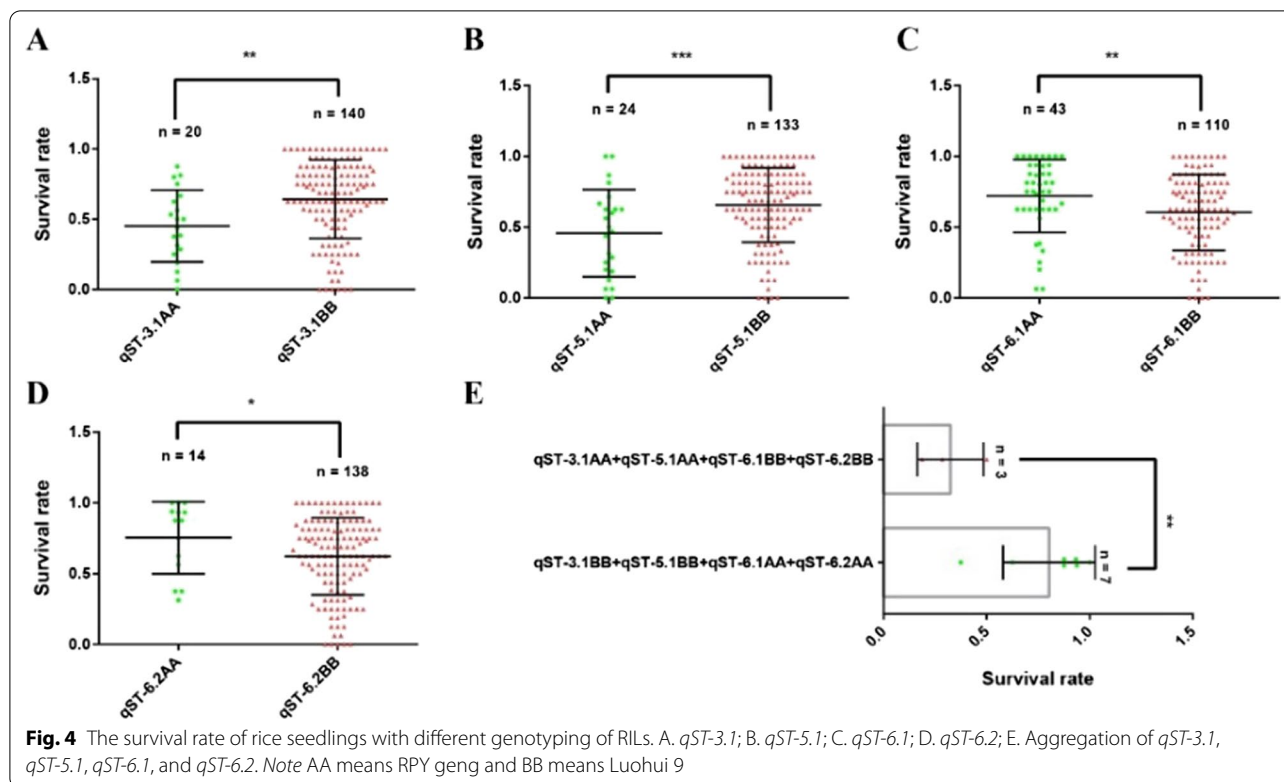 A
**
Survival rate
1.5
1.0
0.5
0.0
n = 20
n = 140
qST-3.1AA
qST-3.1BB
B
***
Survival rate
1.5
1.0
0.5
0.0
n = 24
n = 133
qST-5.1AA
qST-5.1BB
C
**
Survival rate
1.5
1.0
0.5
0.0
n = 43
n = 110
qST-6.1AA
qST-6.1BB
D
*
Survival rate
1.5
1.0
0.5
0.0
n = 14
n = 138
qST-6.2AA
qST-6.2BB
E
qST-3.1AA+qST-5.1AA+qST-6.1BB+qST-6.2BB
n = 3
**
qST-3.1BB+qST-5.1BB+qST-6.1AA+qST-6.2AA
n = 7
0.0
0.5
1.0
1.5
Survival rate
Fig. 4 The survival rate of rice seedlings with different genotyping of RILs. A. qST-3.1; B. qST-5.1; C. qST-6.1; D. qST-6.2; E. Aggregation of qST-3.1,
qST-5.1, qST-6.1, and qST-6.2. Note AA means RPY geng and BB means Luohui 9